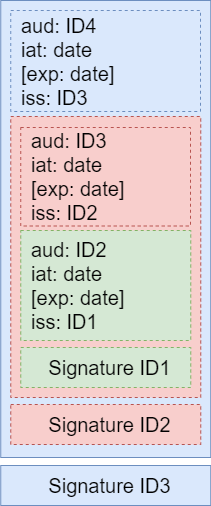 aud: ID4
iat: date
[exp: date]
iss: ID3
aud: ID3
iat: date
[exp: date]
iss: ID2
aud: ID2
iat: date
[exp: date]
iss: ID1
Signature ID1
Signature ID2
Signature ID3